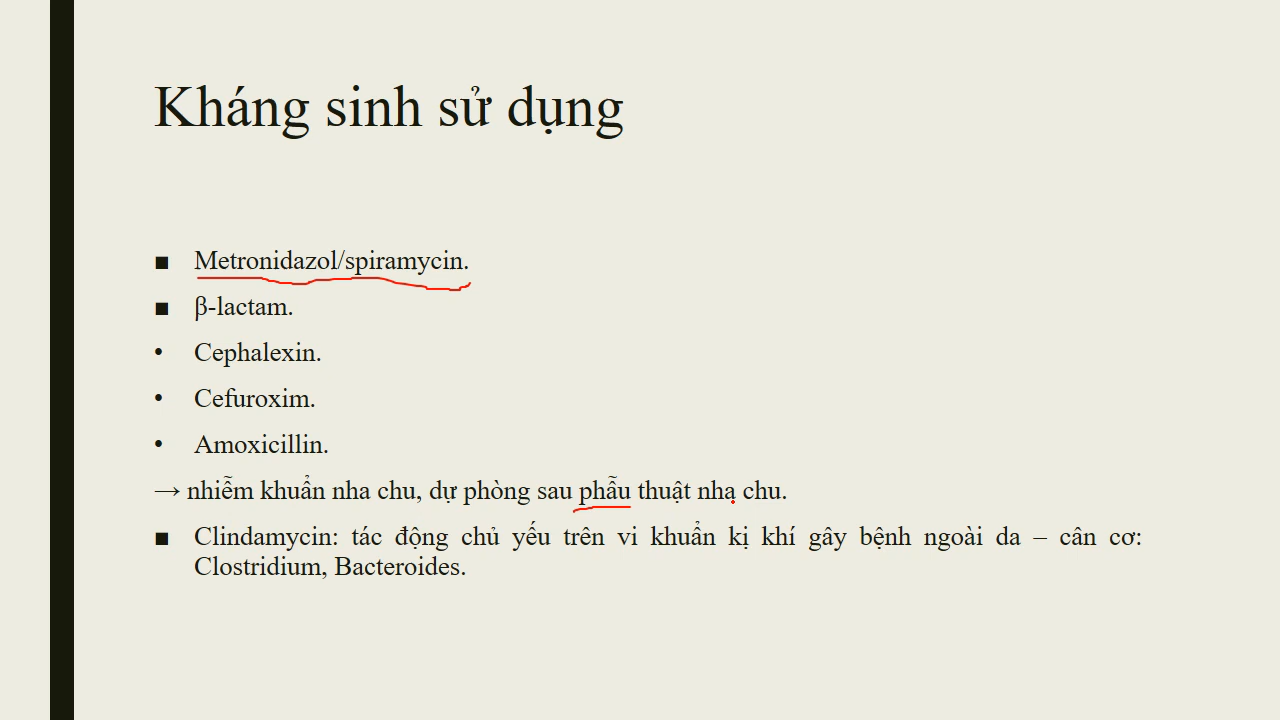 Kháng sinh sử dụng
■ Metronidazol/spiramycin.
■ β-lactam.
• Cephalexin.
• Cefuroxim.
• Amoxicillin.
→ nhiễm khuẩn nha chu, dự phòng sau phẫu thuật nha chu.
■ Clindamycin: tác động chủ yếu trên vi khuẩn kị khí gây bệnh ngoài da – cân cơ:
Clostridium, Bacteroides.